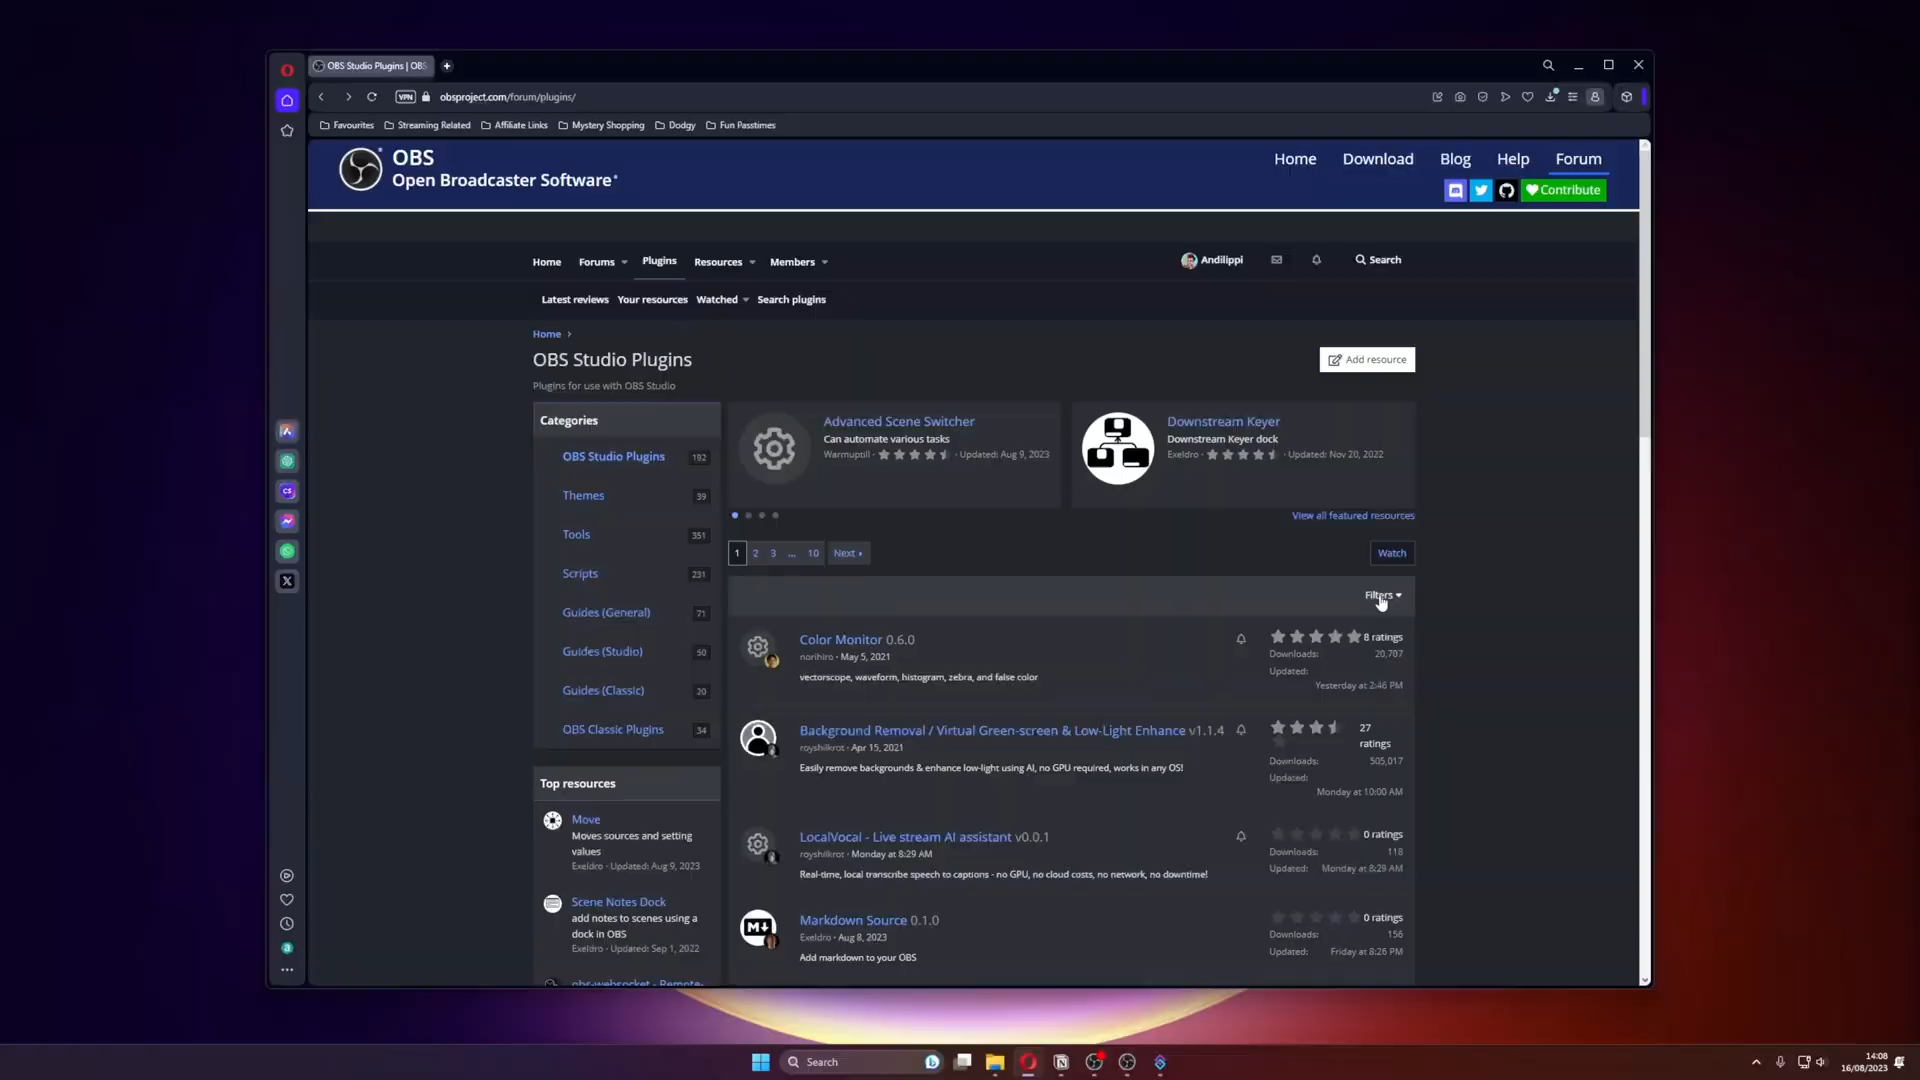 OBS Studio Plugins | OBS
VPN
obsproject.com/forum/plugins/
Favourites
Streaming Related
Affiliate Links
Mystery Shopping
Dodgy
Fun Passtimes
OBS
Open Broadcaster Software
Home
Download
Blog
Help
Forum
Contribute
Home
Forums
Plugins
Resources
Members
Andilippi
Search
Latest reviews
Your resources
Watched
Search plugins
Home
OBS Studio Plugins
Add resource
Plugins for use with OBS Studio
Categories
OBS Studio Plugins 192
Themes 39
Tools 351
Scripts 231
Guides (General) 71
Guides (Studio) 50
Guides (Classic) 20
OBS Classic Plugins 34
Top resources
Move
Moves sources and setting
values
Exeldro · Updated: Aug 9, 2023
Scene Notes Dock
add notes to scenes using a
dock in OBS
Exeldro · Updated: Sep 1, 2022
obs-websocket - Remote-
Advanced Scene Switcher
Can automate various tasks
Warmuptill · Updated: Aug 9, 2023
Downstream Keyer
Downstream Keyer dock
Exeldro · Updated: Nov 20, 2022
View all featured resources
1 2 3 ... 10 Next
Watch
Filters
Color Monitor 0.6.0
norihiro · May 5, 2021
vectorscope, waveform, histogram, zebra, and false color
8 ratings
Downloads: 20,707
Updated:
Yesterday at 2:46 PM
Background Removal / Virtual Green-screen & Low-Light Enhance v1.1.4
royshilkrot · Apr 15, 2021
Easily remove backgrounds & enhance low-light using AI, no GPU required, works in any OS!
27
ratings
Downloads: 505,017
Updated:
Monday at 10:00 AM
LocalVocal - Live stream AI assistant v0.0.1
royshilkrot · Monday at 8:29 AM
Real-time, local transcribe speech to captions - no GPU, no cloud costs, no network, no downtime!
0 ratings
Downloads: 118
Updated: Monday at 8:29 AM
M
Markdown Source 0.1.0
Exeldro · Aug 8, 2023
Add markdown to your OBS
0 ratings
Downloads: 156
Updated: Friday at 8:26 PM
Search
14:08
16/08/2023